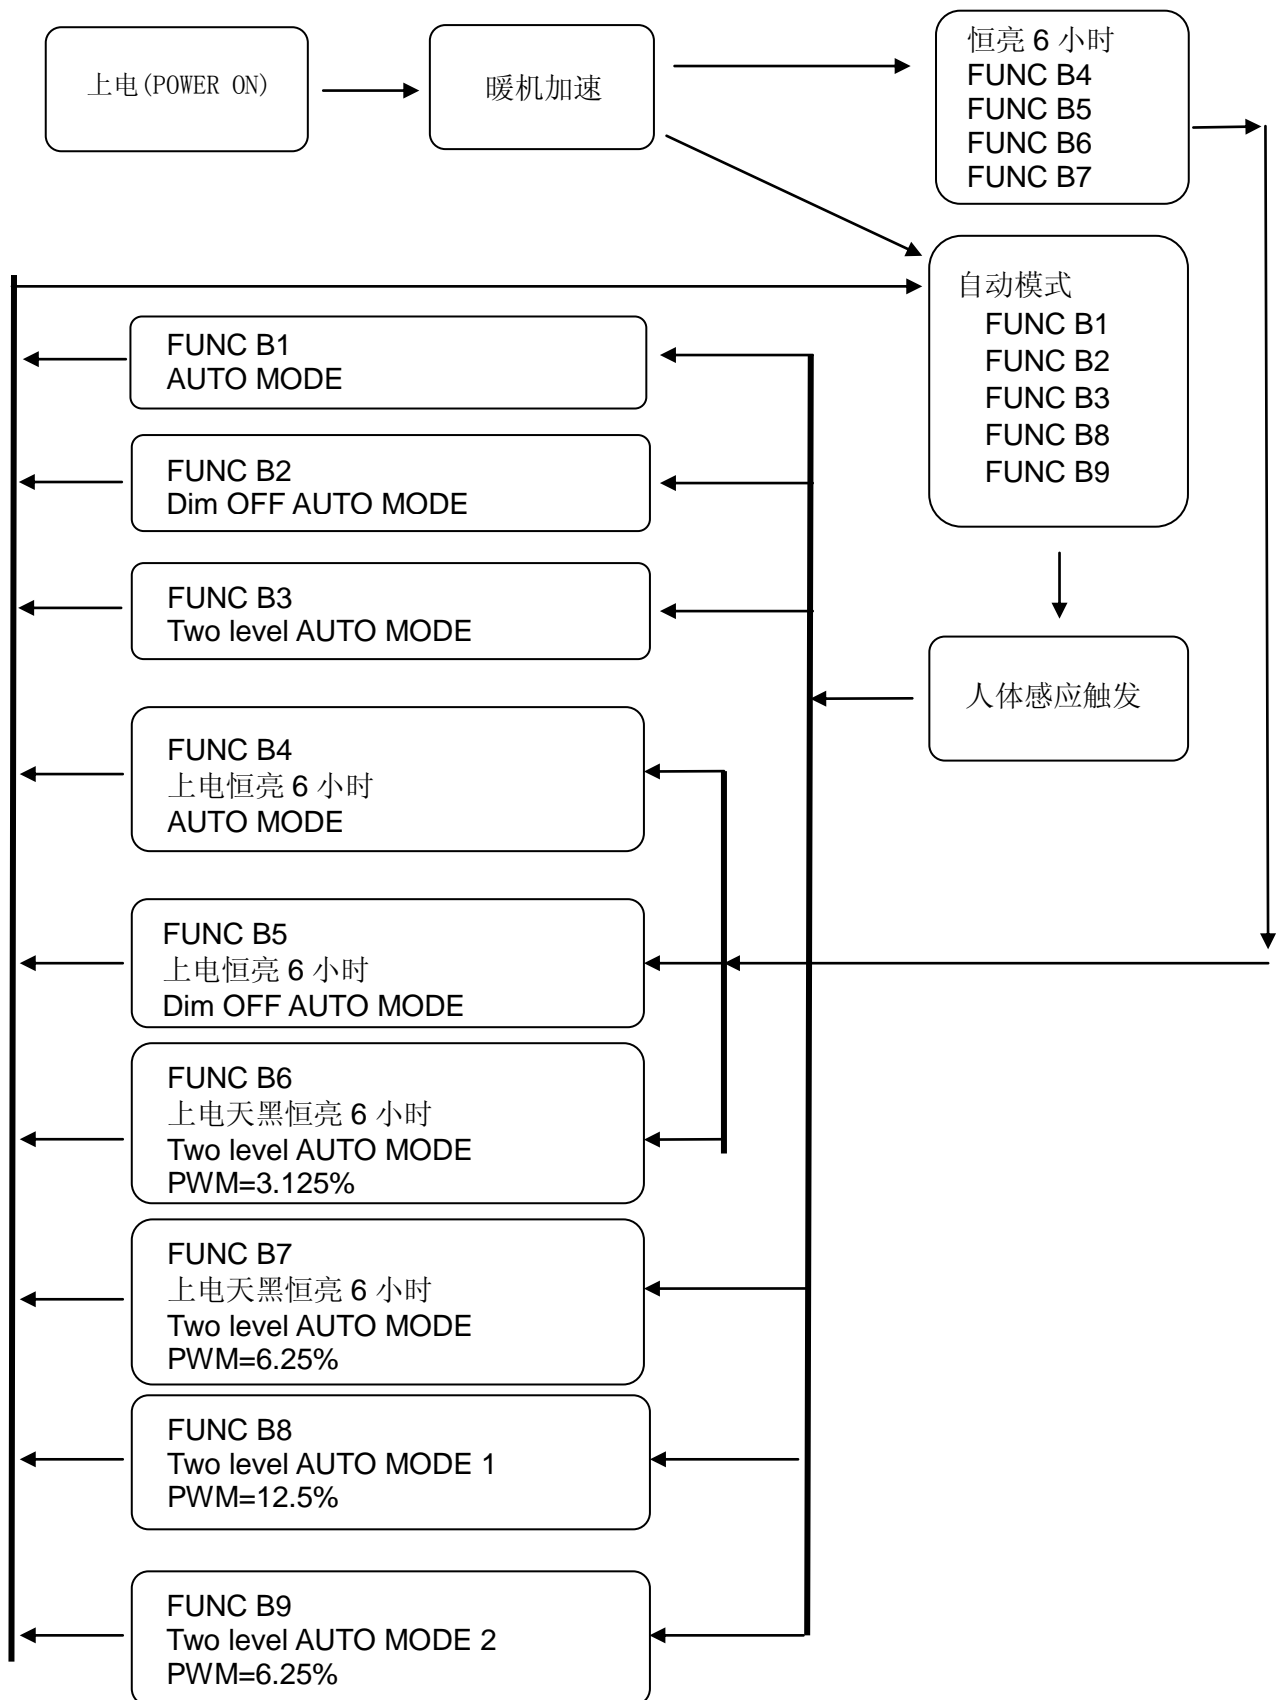 上电(POWER ON)
暖机加速
恒亮 6 小时
FUNC B4
FUNC B5
FUNC B6
FUNC B7
自动模式
FUNC B1
FUNC B2
FUNC B3
FUNC B8
FUNC B9
人体感应触发
FUNC B1
AUTO MODE
FUNC B2
Dim OFF AUTO MODE
FUNC B3
Two level AUTO MODE
FUNC B4
上电恒亮 6 小时
AUTO MODE
FUNC B5
上电恒亮 6 小时
Dim OFF AUTO MODE
FUNC B6
上电天黑恒亮 6 小时
Two level AUTO MODE
PWM=3.125%
FUNC B7
上电天黑恒亮 6 小时
Two level AUTO MODE
PWM=6.25%
FUNC B8
Two level AUTO MODE 1
PWM=12.5%
FUNC B9
Two level AUTO MODE 2
PWM=6.25%